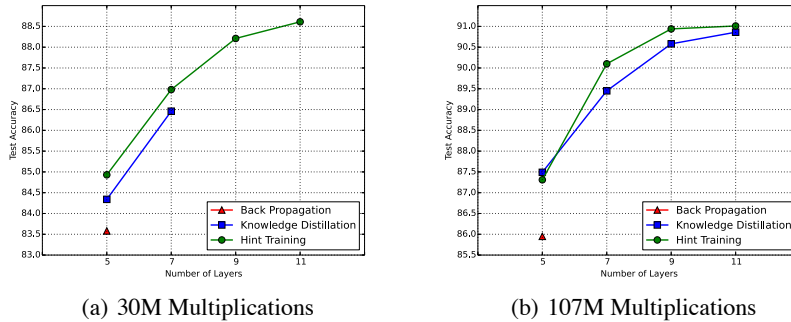 88.5
88.0
87.5
87.0
86.5
86.0
85.5
85.0
84.5
84.0
83.5
83.0
Test Accuracy
5 7 9 11
Number of Layers
Back Propagation
Knowledge Distillation
Hint Training
(a) 30M Multiplications
91.0
90.5
90.0
89.5
89.0
88.5
88.0
87.5
87.0
86.5
86.0
85.5
Test Accuracy
5 7 9 11
Number of Layers
Back Propagation
Knowledge Distillation
Hint Training
(b) 107M Multiplications